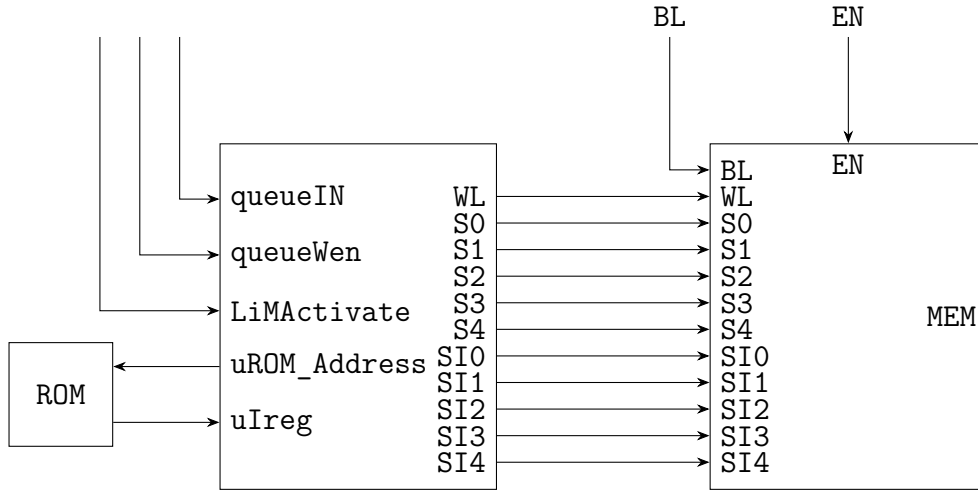 BL
EN
queueIN
queueWen
LiMActivate
uROM_Address
uIreg
ROM
WL
S0
S1
S2
S3
S4
SI0
SI1
SI2
SI3
SI4
EN
BL
WL
S0
S1
S2
S3
S4
SI0
SI1
SI2
SI3
SI4
MEM